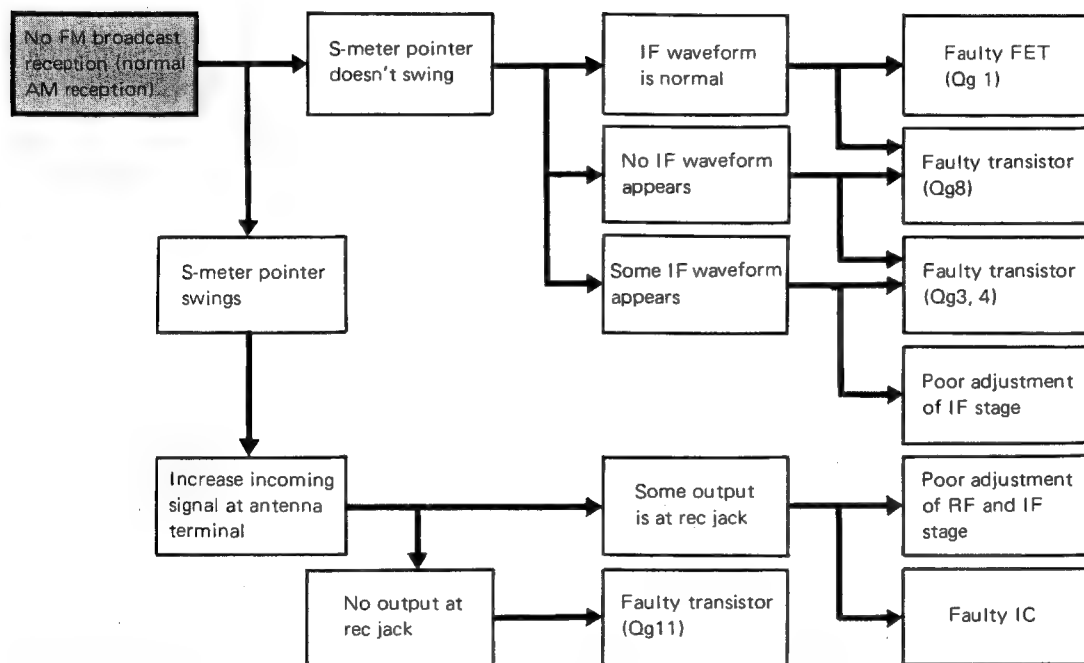 No FM broadcast
reception (normal
AM reception)...
S-meter pointer
doesn't swing
IF waveform
is normal
Faulty FET
(Qg 1)
No IF waveform
appears
Faulty transistor
(Qg8)
S-meter pointer
swings
Some IF waveform
appears
Faulty transistor
(Qg3, 4)
Poor adjustment
of IF stage
Increase incoming
signal at antenna
terminal
Some output
is at rec jack
Poor adjustment
of RF and IF
stage
No output at
rec jack
Faulty transistor
(Qg11)
Faulty IC